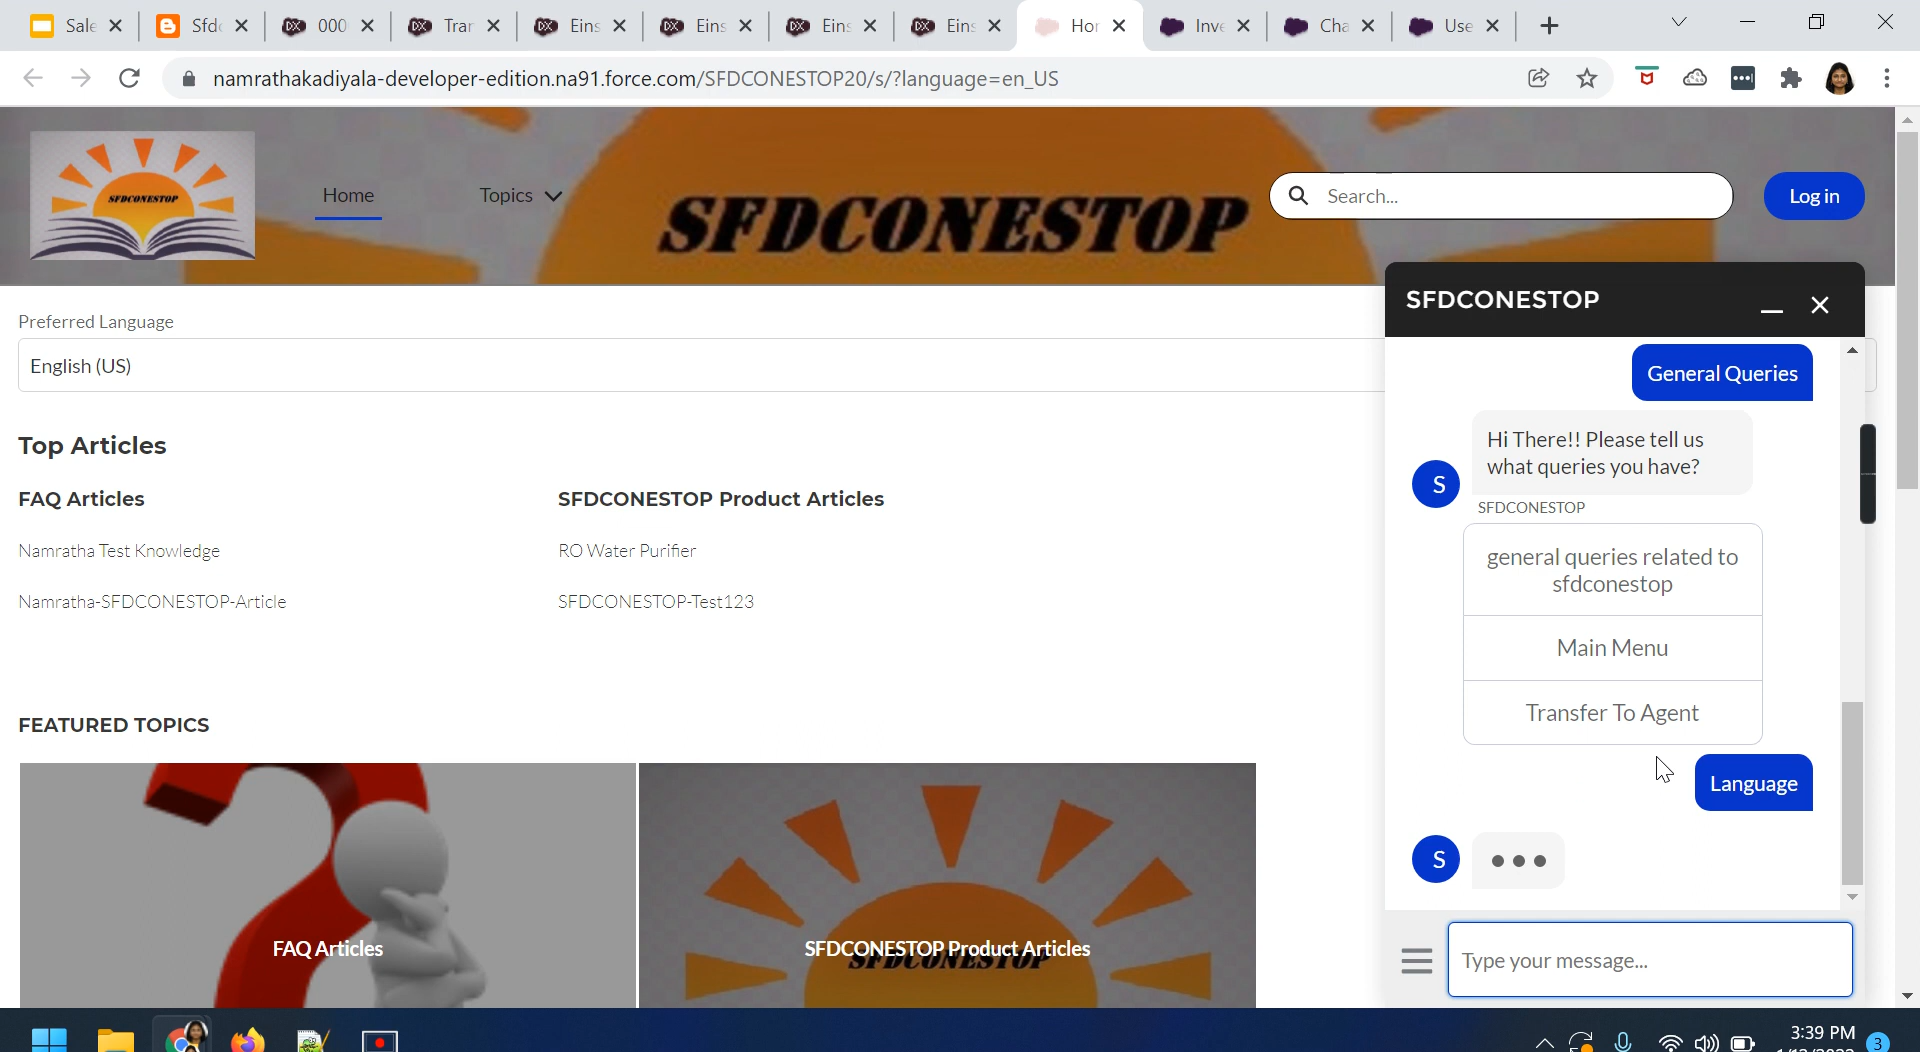 Sale
Sfdc
000
Tran
Eins
Eins
Eins
Eins
Hor
Inve
Cha
Use
namrathakadiyala-developer-edition.na91.force.com/SFDCONESTOP20/s/?language=en_US
SFDCONESTOP
Home
Topics
SFDCONESTOP
Search...
Log in
Preferred Language
English (US)
Top Articles
FAQ Articles
SFDCONESTOP Product Articles
Namratha Test Knowledge
RO Water Purifier
Namratha-SFDCONESTOP-Article
SFDCONESTOP-Test123
FEATURED TOPICS
FAQ Articles
SFDCONESTOP Product Articles
SFDCONESTOP
SFDCONESTOP
General Queries
S
Hi There!! Please tell us
what queries you have?
SFDCONESTOP
general queries related to
sfdconestop
Main Menu
Transfer To Agent
Language
S
Type your message...
3:39 PM
3